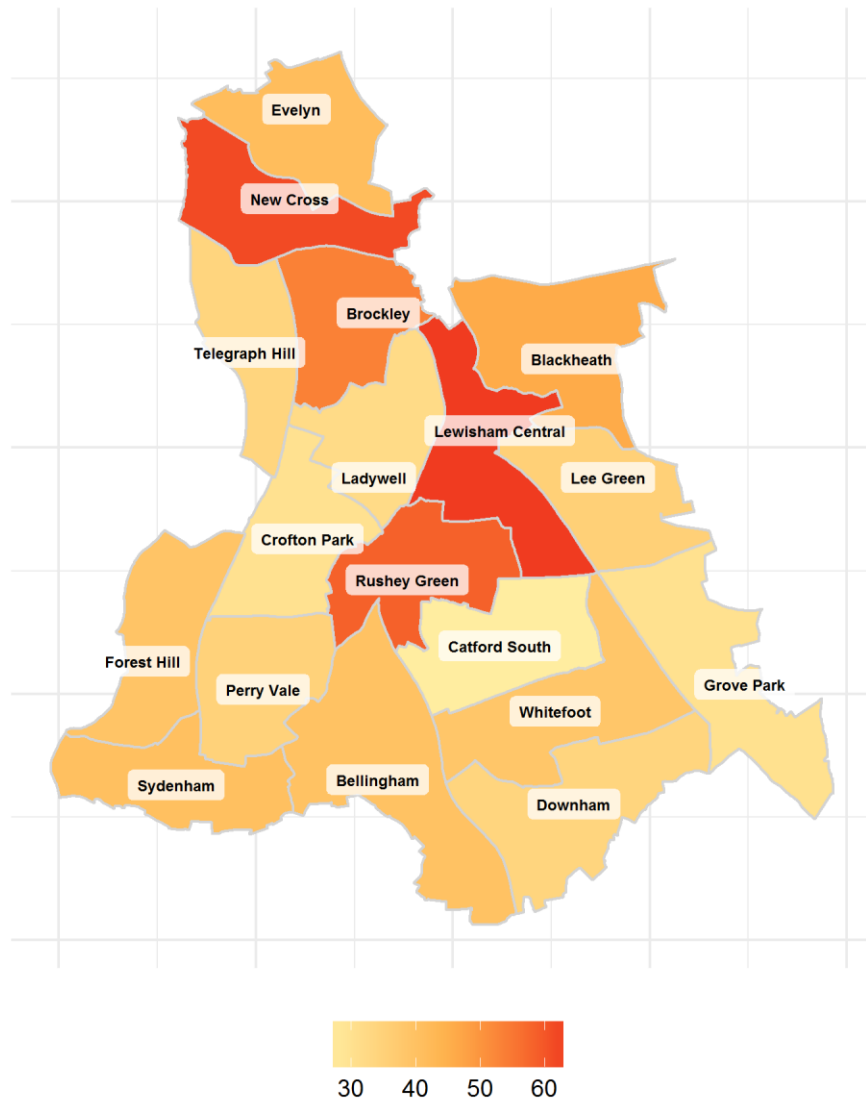 Evelyn
New Cross
Brockley
Telegraph Hill
Blackheath
Lewisham Central
Ladywell
Lee Green
Crofton Park
Rushey Green
Catford South
Forest Hill
Perry Vale
Grove Park
Whitefoot
Sydenham
Bellingham
Downham
30 40 50 60